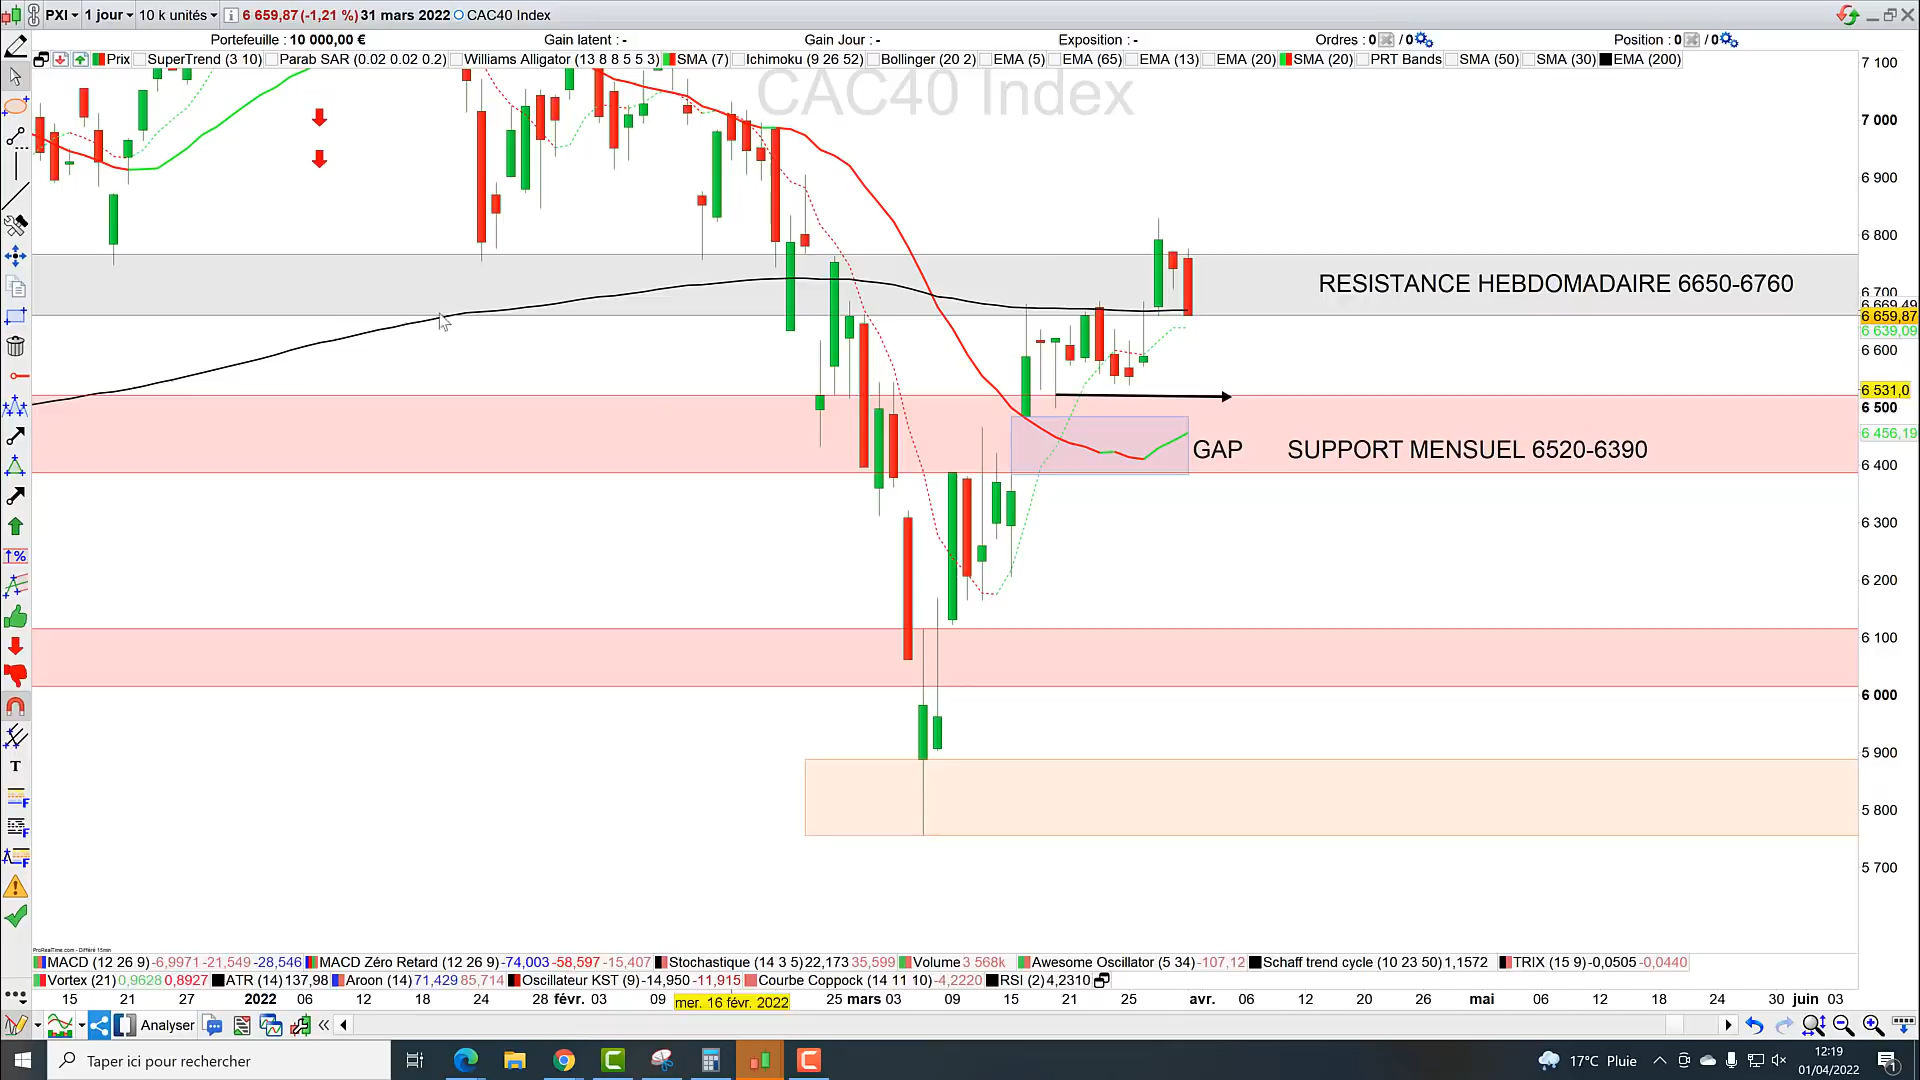 PXI 1 jour 10 k unités 6 659,87 (-1,21 %) 31 mars 2022 CAC40 Index
Portefeuille : 10 000,00 € Gain latent : - Gain Jour : - Exposition : - Ordres : 0 / 0 Position : 0 / 0
Prix SuperTrend (3 10) Parab SAR (0.02 0.02 0.2) Williams Alligator (13 8 8 5 5 3) SMA (7) Ichimoku (9 26 52) Bollinger (20 2) EMA (5) EMA (65) EMA (13) EMA (20) SMA (20) PRT Bands SMA (50) SMA (30) EMA (200)
CAC40 Index
7 100
7 000
6 900
6 800
6 700
6 669,49
6 659,87
6 639,09
6 600
6 531,0
6 500
6 456,19
6 400
6 300
6 200
6 100
6 000
5 900
5 800
5 700
RESISTANCE HEBDOMADAIRE 6650-6760
GAP SUPPORT MENSUEL 6520-6390
ProRealTime.com - Différé 15min
MACD (12 26 9) -6,9971 -21,549 -28,546 MACD Zéro Retard (12 26 9) -74,003 -58,597 -15,407 Stochastique (14 3 5) 22,173 35,599 Volume 3 568k Awesome Oscillator (5 34) -107,12 Schaff trend cycle (10 23 50) 1,1572 TRIX (15 9) -0,0505 -0,0440
Vortex (21) 0,9628 0,8927 ATR (14) 137,98 Aroon (14) 71,429 85,714 Oscillateur KST (9) -14,950 -11,915 Courbe Coppock (14 11 10) -4,2220 RSI (2) 4,2310
15 21 27 2022 06 12 18 24 28 févr. 03 09 mer. 16 févr. 2022 25 mars 03 09 15 21 25 avr. 06 12 20 26 mai 06 12 18 24 30 juin 03
Analyser
Taper ici pour rechercher
17°C Pluie
12:19
01/04/2022
1